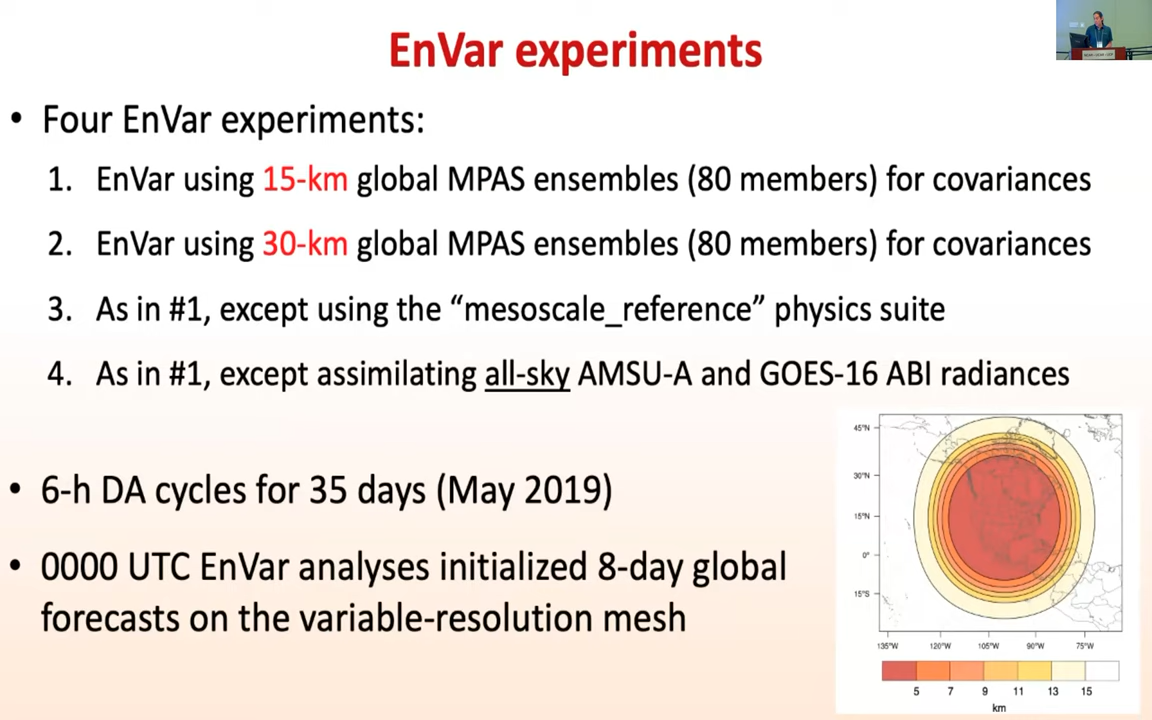 EnVar experiments
• Four EnVar experiments:
1. EnVar using 15-km global MPAS ensembles (80 members) for covariances
2. EnVar using 30-km global MPAS ensembles (80 members) for covariances
3. As in #1, except using the “mesoscale_reference” physics suite
4. As in #1, except assimilating all-sky AMSU-A and GOES-16 ABI radiances
• 6-h DA cycles for 35 days (May 2019)
• 0000 UTC EnVar analyses initialized 8-day global
forecasts on the variable-resolution mesh
45°N
30°N
15°N
0°
15°S
135°W 120°W 105°W 90°W 75°W
5 7 9 11 13 15
km